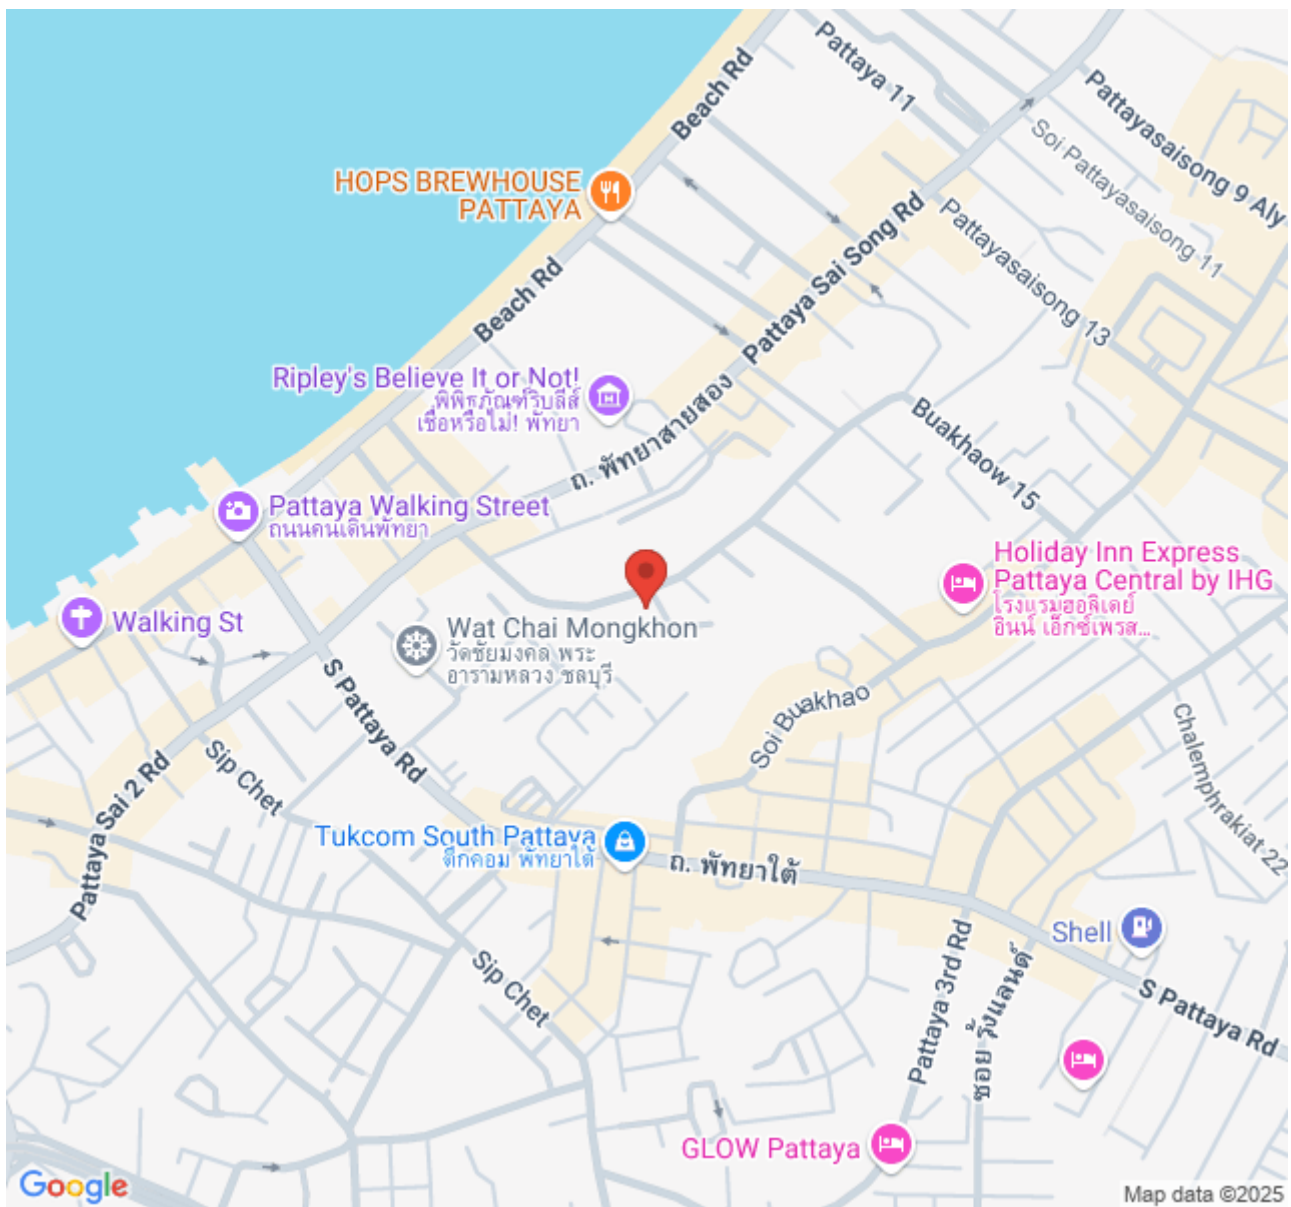 Pattaya 11
Beach Rd
Pattayasaisong 9 Aly
Soi Pattayasaisong 11
HOPS BREWHOUSE
PATTAYA
Pattaya Sai Song Rd
Pattayasaisong 13
Beach Rd
Ripley's Believe It or Not!
พิพิธภัณฑ์ริบลีส์
เชื่อหรือไม่! พัทยา
ถ. พัทยาสายสอง
Buakhaow 15
Pattaya Walking Street
ถนนคนเดินพัทยา
Holiday Inn Express
Pattaya Central by IHG
โรงแรมฮอลิเดย์
อินน์ เอ็กซ์เพรส...
Walking St
Wat Chai Mongkhon
วัดชัยมงคล พระ
อารามหลวง ชลบุรี
S Pattaya Rd
Soi Buakhao
Sip Chet
Pattaya Sai 2 Rd
Chalemphrakiat 22
Tukcom South Pattaya
ตึกคอม พัทยาใต้
ถ. พัทยาใต้
Shell
Sip Chet
Pattaya 3rd Rd
ซอย รุ้งแลนด์
S Pattaya Rd
GLOW Pattaya
Google
Map data ©2025